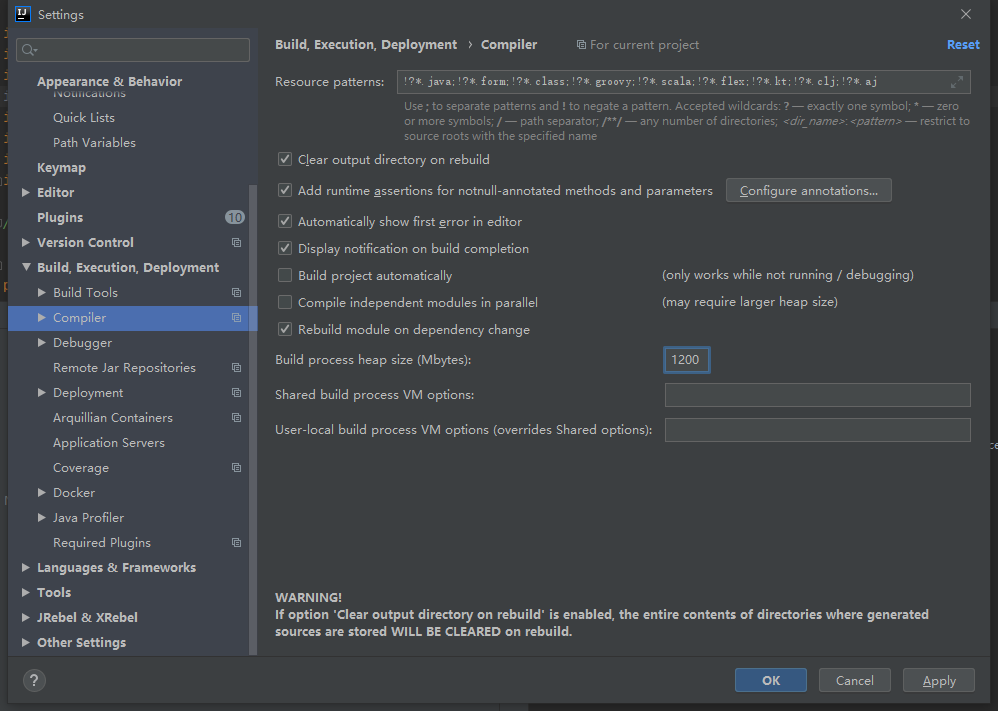 Settings
Appearance & Behavior
Notifications
Quick Lists
Path Variables
Keymap
Editor
Plugins 10
Version Control
Build, Execution, Deployment
Build Tools
Compiler
Debugger
Remote Jar Repositories
Deployment
Arquillian Containers
Application Servers
Coverage
Docker
Java Profiler
Required Plugins
Languages & Frameworks
Tools
JRebel & XRebel
Other Settings
?
Build, Execution, Deployment › Compiler For current project Reset
Resource patterns: !?*.java;!?*.form;!?*.class;!?*.groovy;!?*.scala;!?*.flex;!?*.kt;!?*.clj;!?*.aj
Use ; to separate patterns and ! to negate a pattern. Accepted wildcards: ? — exactly one symbol; * — zero
or more symbols; / — path separator; /**/ — any number of directories; <dir_name>:<pattern> — restrict to
source roots with the specified name
Clear output directory on rebuild
Add runtime assertions for notnull-annotated methods and parameters Configure annotations...
Automatically show first error in editor
Display notification on build completion
Build project automatically (only works while not running / debugging)
Compile independent modules in parallel (may require larger heap size)
Rebuild module on dependency change
Build process heap size (Mbytes): 1200
Shared build process VM options:
User-local build process VM options (overrides Shared options):
WARNING!
If option 'Clear output directory on rebuild' is enabled, the entire contents of directories where generated
sources are stored WILL BE CLEARED on rebuild.
OK Cancel Apply